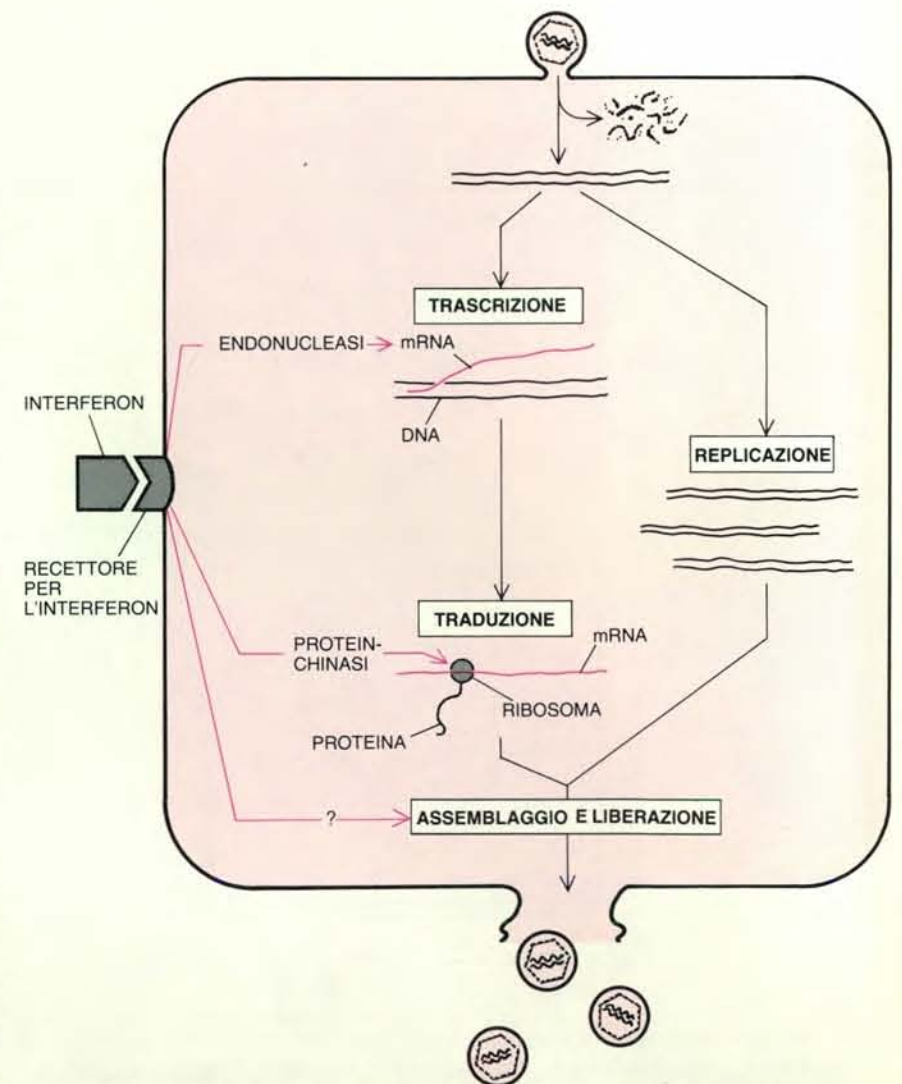 TRASCRIZIONE
ENDONUCLEASI
mRNA
DNA
INTERFERON
REPLICAZIONE
RECETTORE
PER
L'INTERFERON
TRADUZIONE
mRNA
PROTEIN-
CHINASI
RIBOSOMA
PROTEINA
?
ASSEMBLAGGIO E LIBERAZIONE